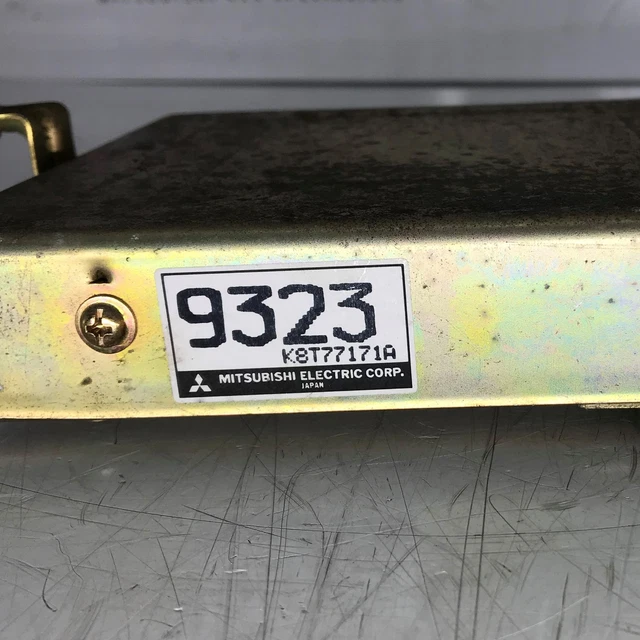 9323
K8T77171A
MITSUBISHI ELECTRIC CORP.
JAPAN